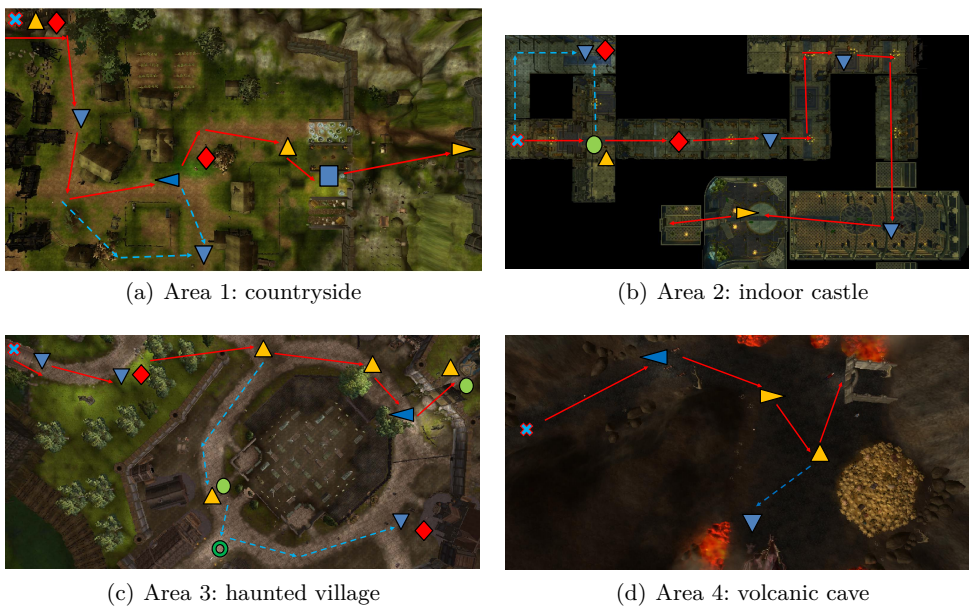 (a) Area 1: countryside
(b) Area 2: indoor castle
(c) Area 3: haunted village
(d) Area 4: volcanic cave